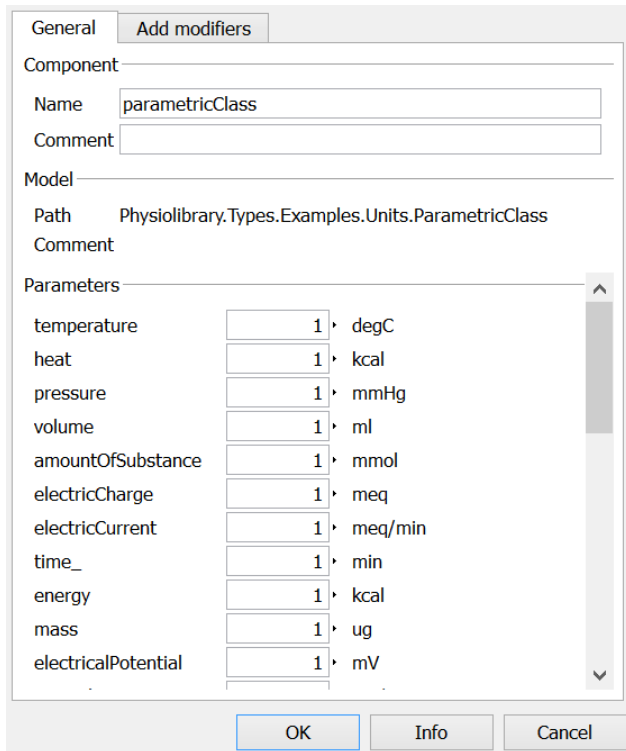 General Add modifiers
Component
Name parametricClass
Comment
Model
Path Physiolibrary.Types.Examples.Units.ParametricClass
Comment
Parameters
temperature 1 degC
heat 1 kcal
pressure 1 mmHg
volume 1 ml
amountOfSubstance 1 mmol
electricCharge 1 meq
electricCurrent 1 meq/min
time_ 1 min
energy 1 kcal
mass 1 ug
electricalPotential 1 mV
OK Info Cancel